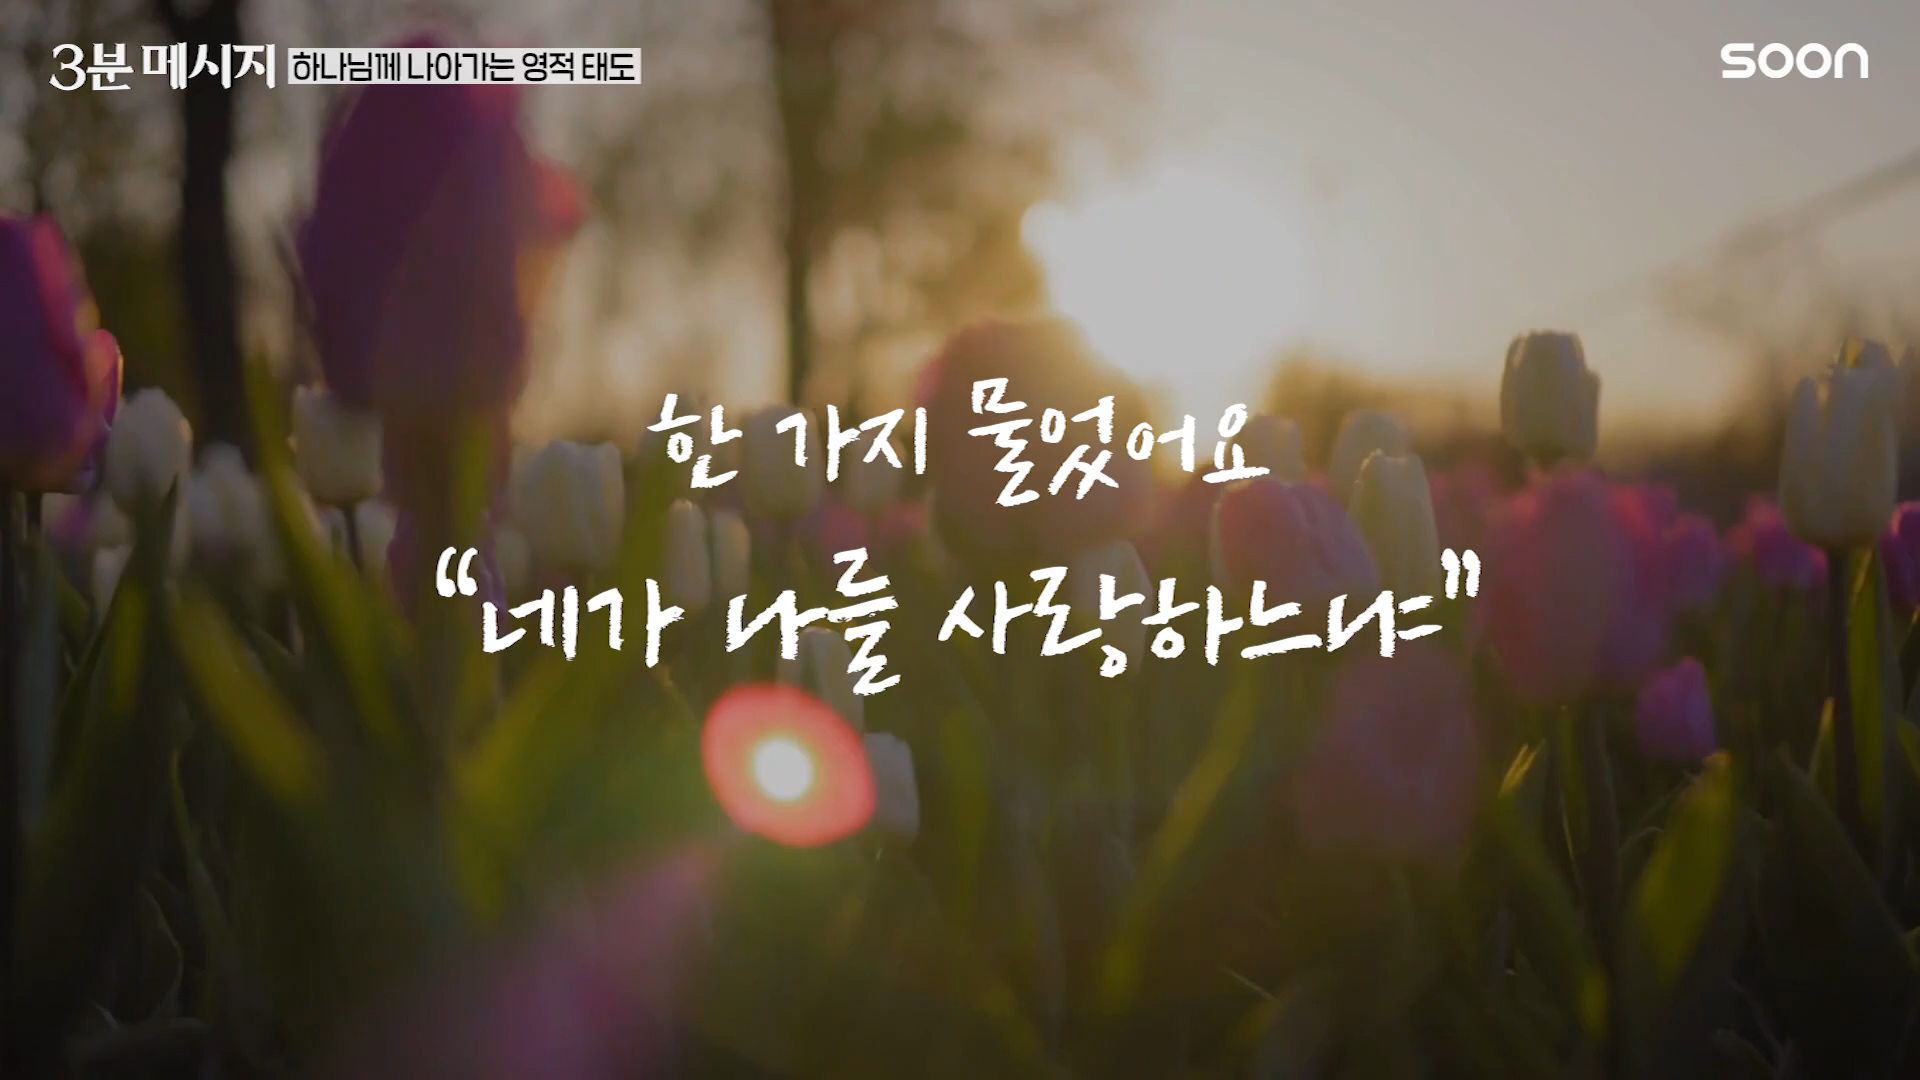 3분 메시지 하나님께 나아가는 영적 태도
soon
한 가지 물었어요
“네가 나를 사랑하느냐”